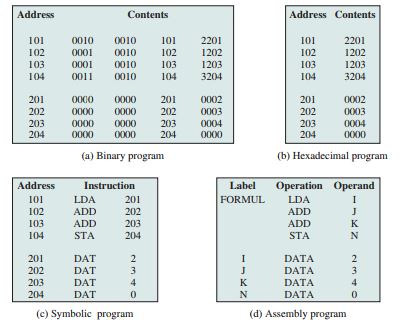 Address Contents
101 0010 0010 101 2201
102 0001 0010 102 1202
103 0001 0010 103 1203
104 0011 0010 104 3204
201 0000 0000 201 0002
202 0000 0000 202 0003
203 0000 0000 203 0004
204 0000 0000 204 0000
(a) Binary program
Address Contents
101 2201
102 1202
103 1203
104 3204
201 0002
202 0003
203 0004
204 0000
(b) Hexadecimal program
Address Instruction
101 LDA 201
102 ADD 202
103 ADD 203
104 STA 204
201 DAT 2
202 DAT 3
203 DAT 4
204 DAT 0
(c) Symbolic program
Label Operation Operand
FORMUL LDA I
ADD J
ADD K
STA N
I DATA 2
J DATA 3
K DATA 4
N DATA 0
(d) Assembly program